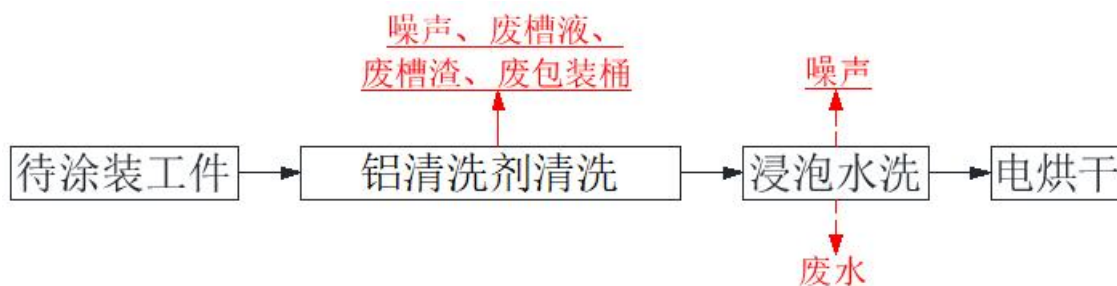 噪声、废槽液、
废槽渣、废包装桶
噪声
待涂装工件
铝清洗剂清洗
浸泡水洗
电烘干
废水